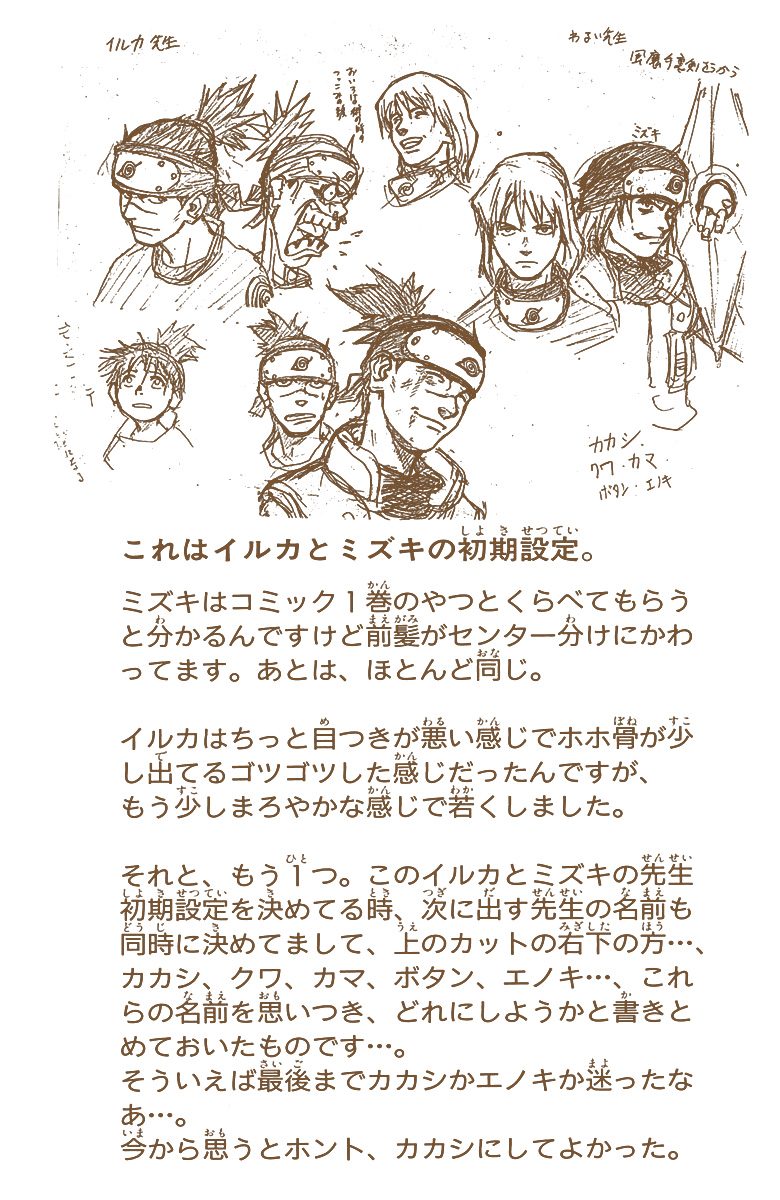 イルカ 先生
わるい先生
風魔手裏剣もつから
ミズキ
カカシ.
クワ・カマ・
ボタン・エノキ
これはイルカとミズキの初期設定。
ミズキはコミック1巻のやつとくらべてもらう
と分かるんですけど前髪がセンター分けにかわ
ってます。あとは、ほとんど同じ。
イルカはちっと目つきが悪い感じでホホ骨が少
し出てるゴツゴツした感じだったんですが、
もう少しまろやかな感じで若くしました。
それと、もう1つ。このイルカとミズキの先生
初期設定を決めてる時、次に出す先生の名前も
同時に決めてまして、上のカットの右下の方…、
カカシ、クワ、カマ、ボタン、エノキ…、これ
らの名前を思いつき、どれにしようかと書きと
めておいたものです…。
そういえば最後までカカシかエノキか迷ったな
あ…。
今から思うとホント、カカシにしてよかった。